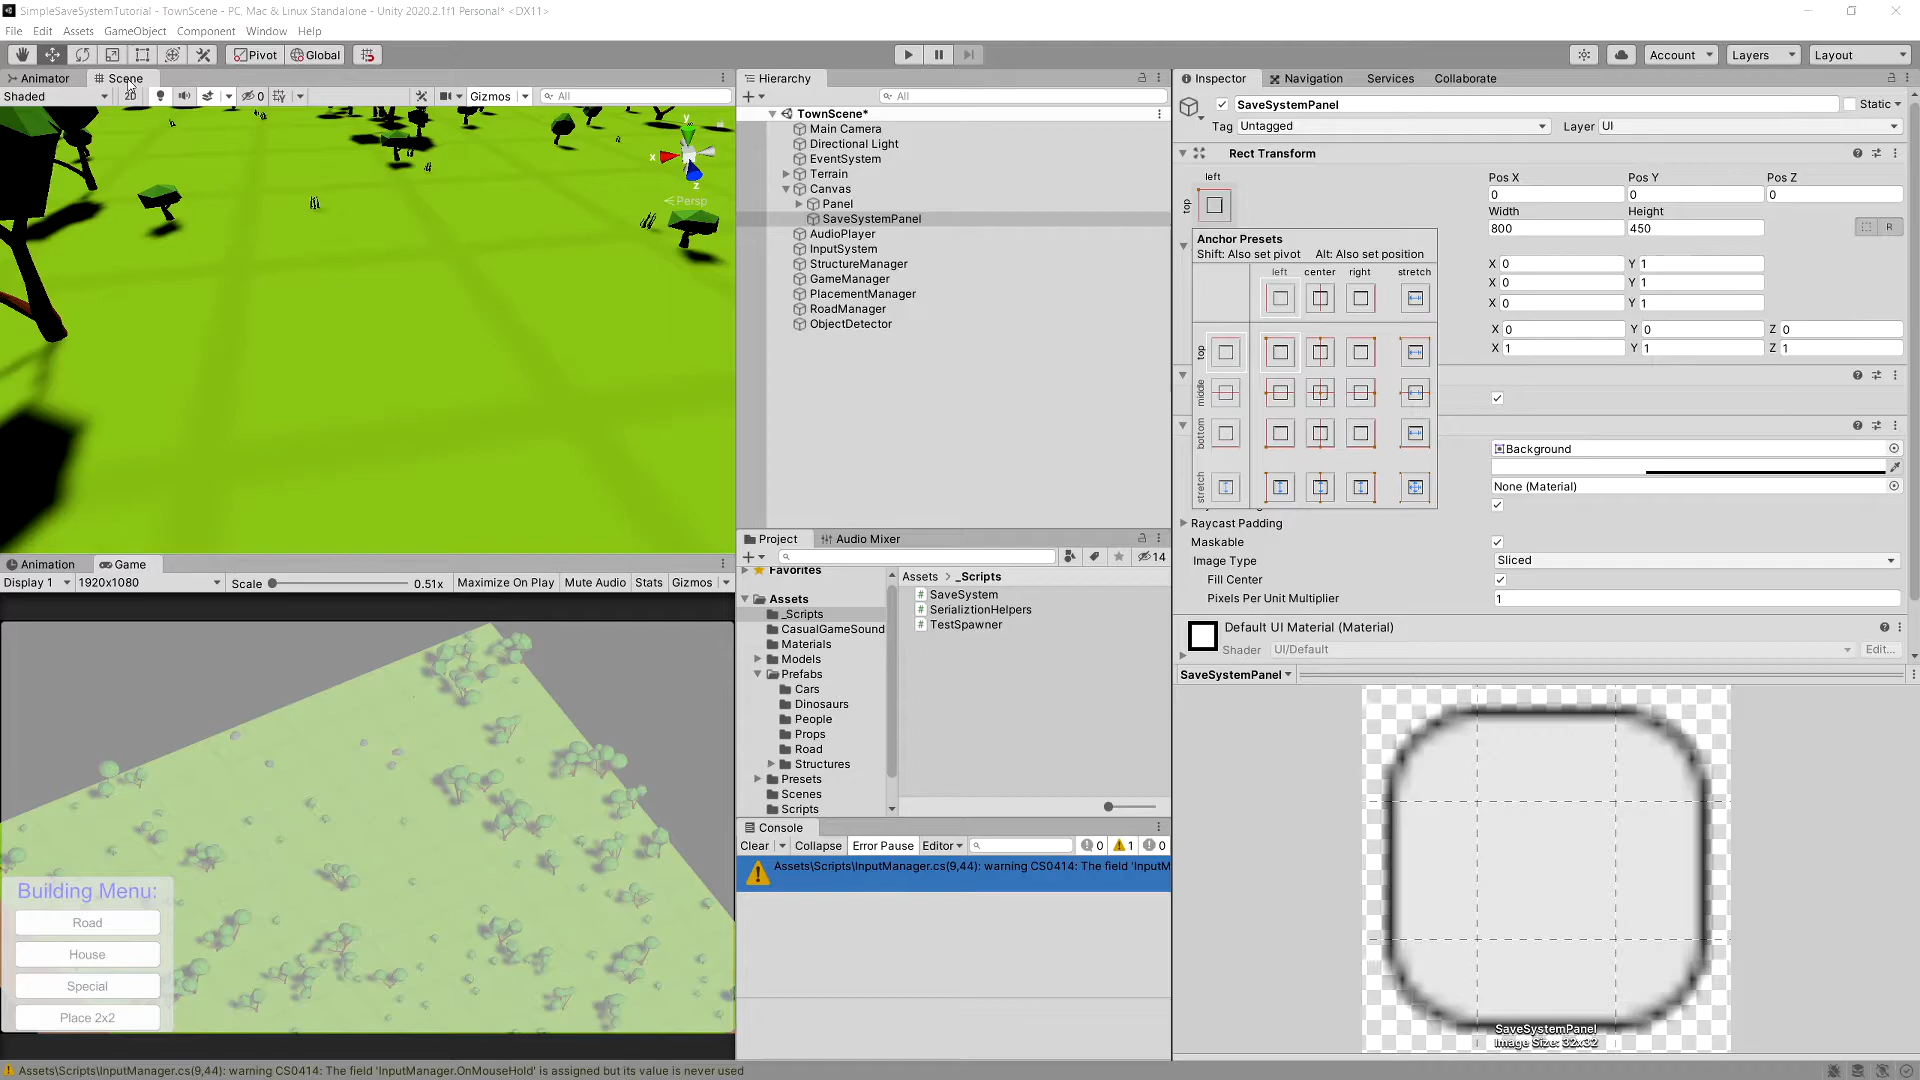 SimpleSaveSystemTutorial - TownScene - PC, Mac & Linux Standalone - Unity 2020.2.1f1 Personal* <DX11>
File Edit Assets GameObject Component Window Help
Pivot Global Account Layers Layout
Animator Scene
Shaded 2D 0 Gizmos All
y
x
z
Persp
Animation Game
Display 1 1920x1080 Scale 0.51x Maximize On Play Mute Audio Stats Gizmos
Building Menu:
Road
House
Special
Place 2x2
Hierarchy
All
TownScene*
Main Camera
Directional Light
EventSystem
Terrain
Canvas
Panel
SaveSystemPanel
AudioPlayer
InputSystem
StructureManager
GameManager
PlacementManager
RoadManager
ObjectDetector
Project Audio Mixer
14
Favorites
Assets
_Scripts
CasualGameSound
Materials
Models
Prefabs
Cars
Dinosaurs
People
Props
Road
Structures
Presets
Scenes
Scripts
Assets > _Scripts
SaveSystem
SerializtionHelpers
TestSpawner
Console
Clear Collapse Error Pause Editor 0 1 0
Assets\Scripts\InputManager.cs(9,44): warning CS0414: The field 'InputM
Inspector Navigation Services Collaborate
SaveSystemPanel Static
Tag Untagged Layer UI
Rect Transform
left
top
Pos X Pos Y Pos Z
0 0 0
Width Height
800 450
R
Anchor Presets
Shift: Also set pivot Alt: Also set position
left center right stretch
top
middle
bottom
stretch
X 0 Y 1
X 0 Y 1
X 0 Y 1
X 0 Y 0 Z 0
X 1 Y 1 Z 1
Background
None (Material)
Raycast Padding
Maskable
Image Type Sliced
Fill Center
Pixels Per Unit Multiplier 1
Default UI Material (Material)
Shader UI/Default Edit...
SaveSystemPanel
SaveSystemPanel
Image Size: 32x32
Assets\Scripts\InputManager.cs(9,44): warning CS0414: The field 'InputManager.OnMouseHold' is assigned but its value is never used